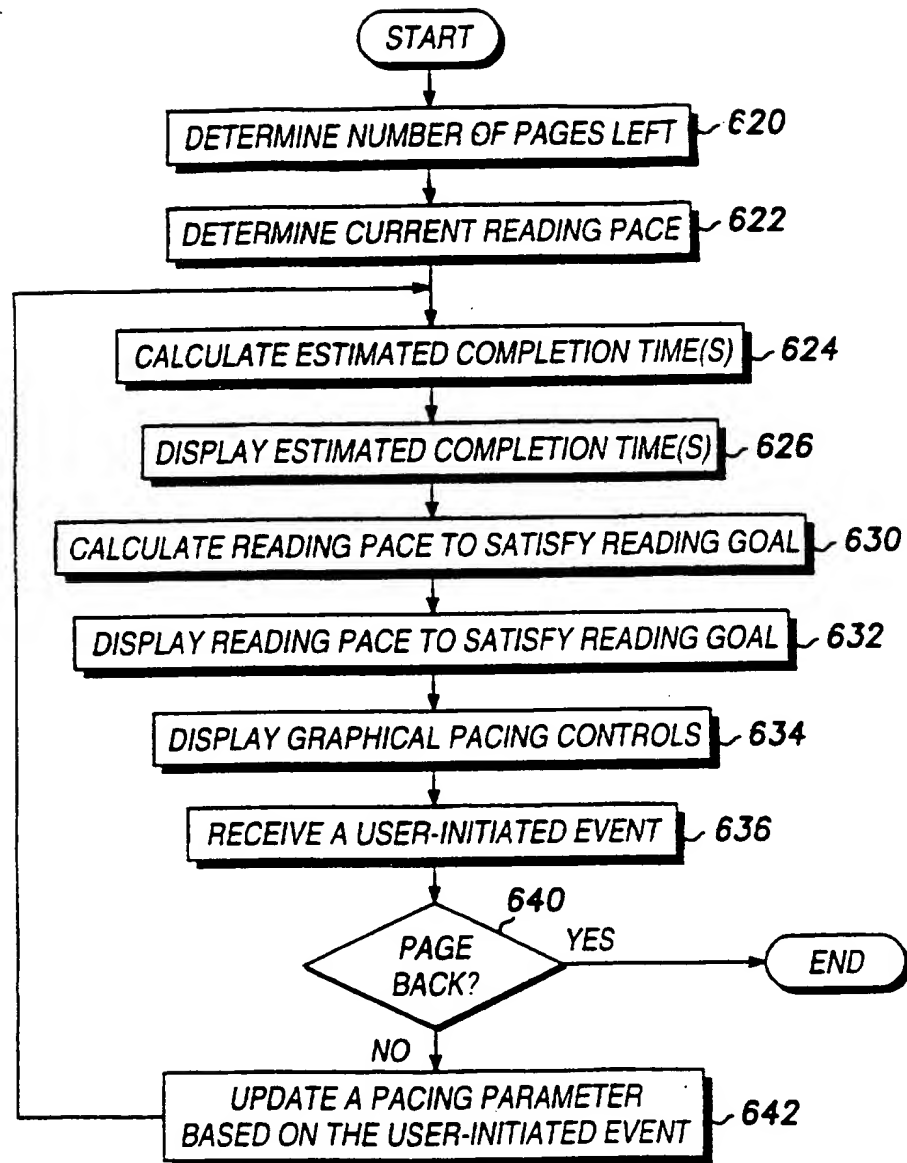 START
DETERMINE NUMBER OF PAGES LEFT 620
DETERMINE CURRENT READING PACE 622
CALCULATE ESTIMATED COMPLETION TIME(S) 624
DISPLAY ESTIMATED COMPLETION TIME(S) 626
CALCULATE READING PACE TO SATISFY READING GOAL 630
DISPLAY READING PACE TO SATISFY READING GOAL 632
DISPLAY GRAPHICAL PACING CONTROLS 634
RECEIVE A USER-INITIATED EVENT 636
640
PAGE
BACK?
YES
END
NO
UPDATE A PACING PARAMETER
BASED ON THE USER-INITIATED EVENT 642